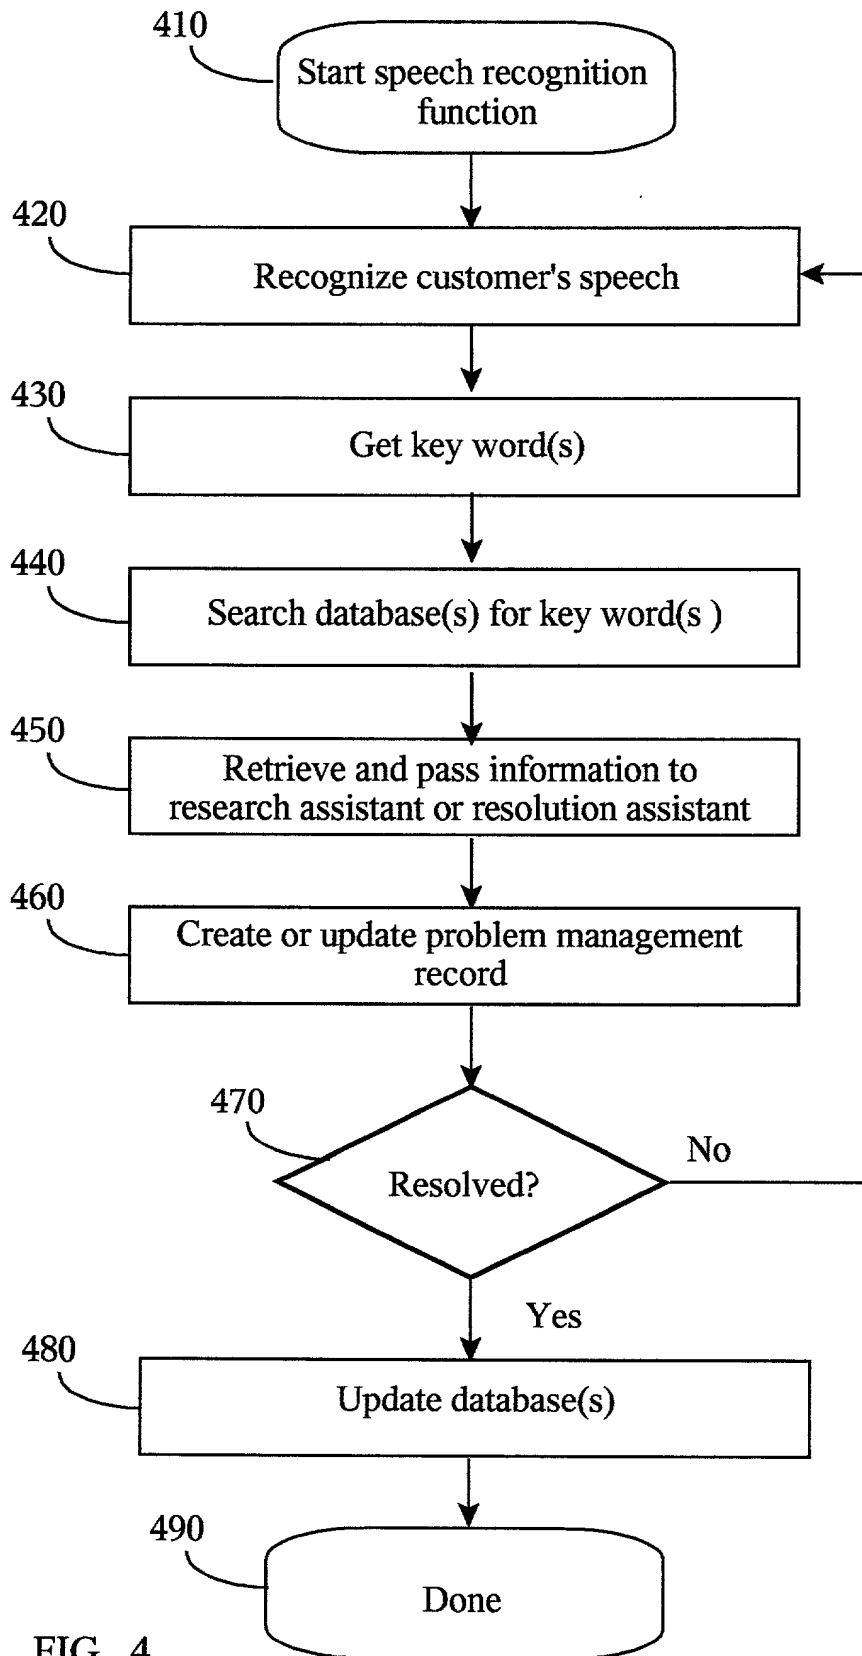 410
Start speech recognition
function
420
Recognize customer's speech
430
Get key word(s)
440
Search database(s) for key word(s )
450
Retrieve and pass information to
research assistant or resolution assistant
460
Create or update problem management
record
470
Resolved?
No
Yes
480
Update database(s)
490
Done
FIG. 4